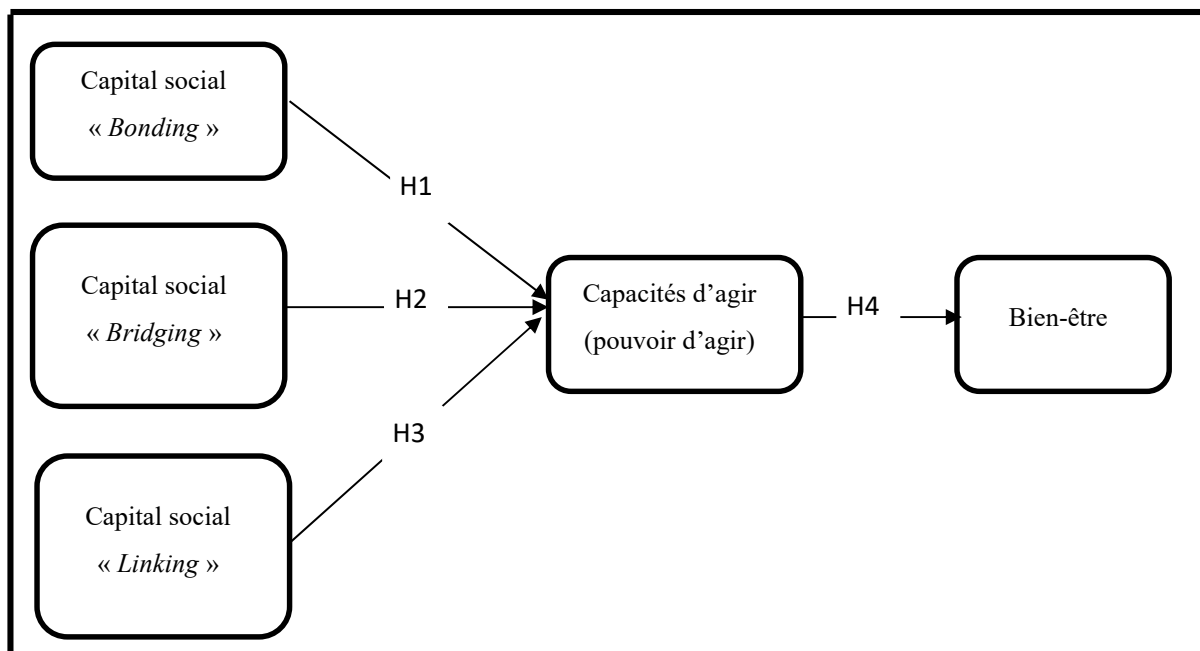 Capital social
« Bonding »
H1
Capital social
« Bridging »
H2
Capacités d’agir
(pouvoir d’agir)
H4
Bien-être
H3
Capital social
« Linking »